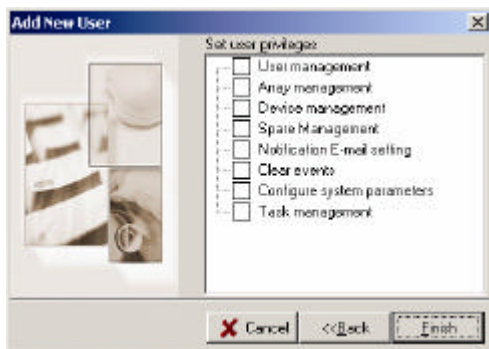 Add New User
Set user privileges
User management
Array management
Device management
Spare Management
Notification E-mail setting
Clear events
Configure system parameters
Task management
Cancel
<<Back
Finish